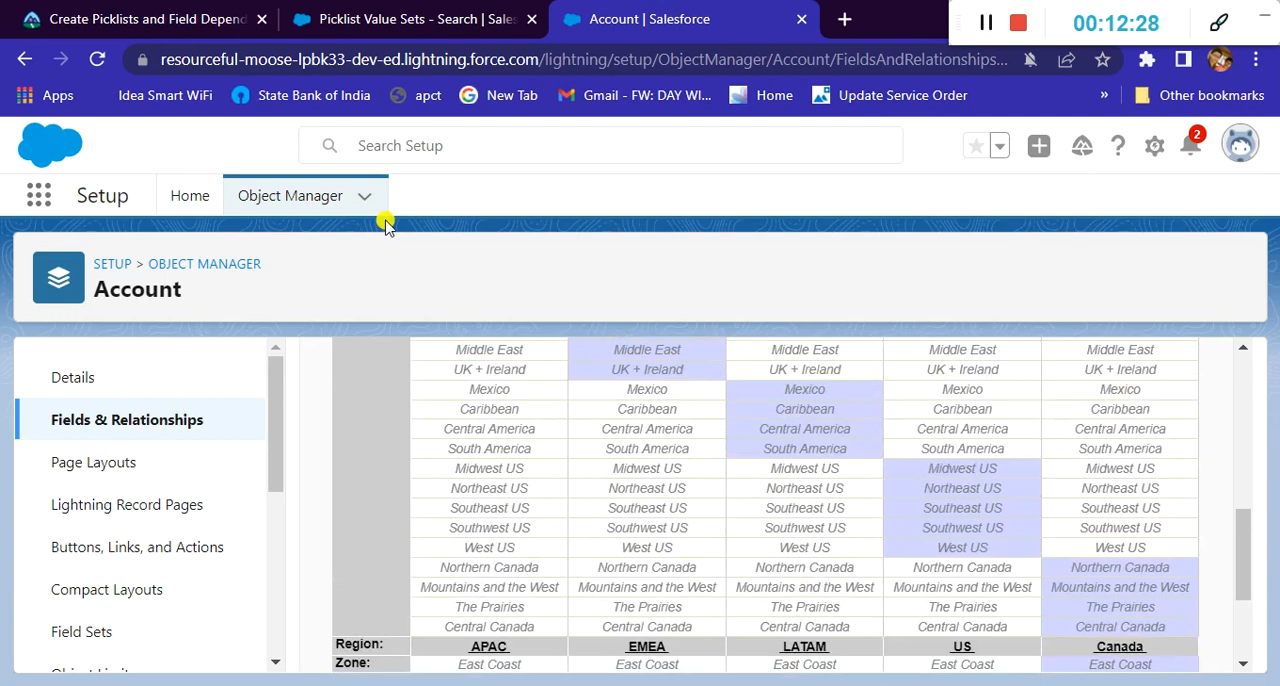 Create Picklists and Field Depend
Picklist Value Sets - Search | Sales
Account | Salesforce
00:12:28
resourceful-moose-lpbk33-dev-ed.lightning.force.com/lightning/setup/ObjectManager/Account/FieldsAndRelationships...
Apps Idea Smart WiFi State Bank of India apct New Tab Gmail - FW: DAY WI... Home Update Service Order » Other bookmarks
Search Setup
2
Setup Home Object Manager
SETUP > OBJECT MANAGER
Account
Details
Fields & Relationships
Page Layouts
Lightning Record Pages
Buttons, Links, and Actions
Compact Layouts
Field Sets
Middle East Middle East Middle East Middle East Middle East
UK + Ireland UK + Ireland UK + Ireland UK + Ireland UK + Ireland
Mexico Mexico Mexico Mexico Mexico
Caribbean Caribbean Caribbean Caribbean Caribbean
Central America Central America Central America Central America Central America
South America South America South America South America South America
Midwest US Midwest US Midwest US Midwest US Midwest US
Northeast US Northeast US Northeast US Northeast US Northeast US
Southeast US Southeast US Southeast US Southeast US Southeast US
Southwest US Southwest US Southwest US Southwest US Southwest US
West US West US West US West US West US
Northern Canada Northern Canada Northern Canada Northern Canada Northern Canada
Mountains and the West Mountains and the West Mountains and the West Mountains and the West Mountains and the West
The Prairies The Prairies The Prairies The Prairies The Prairies
Central Canada Central Canada Central Canada Central Canada Central Canada
Region: APAC EMEA LATAM US Canada
Zone: East Coast East Coast East Coast East Coast East Coast